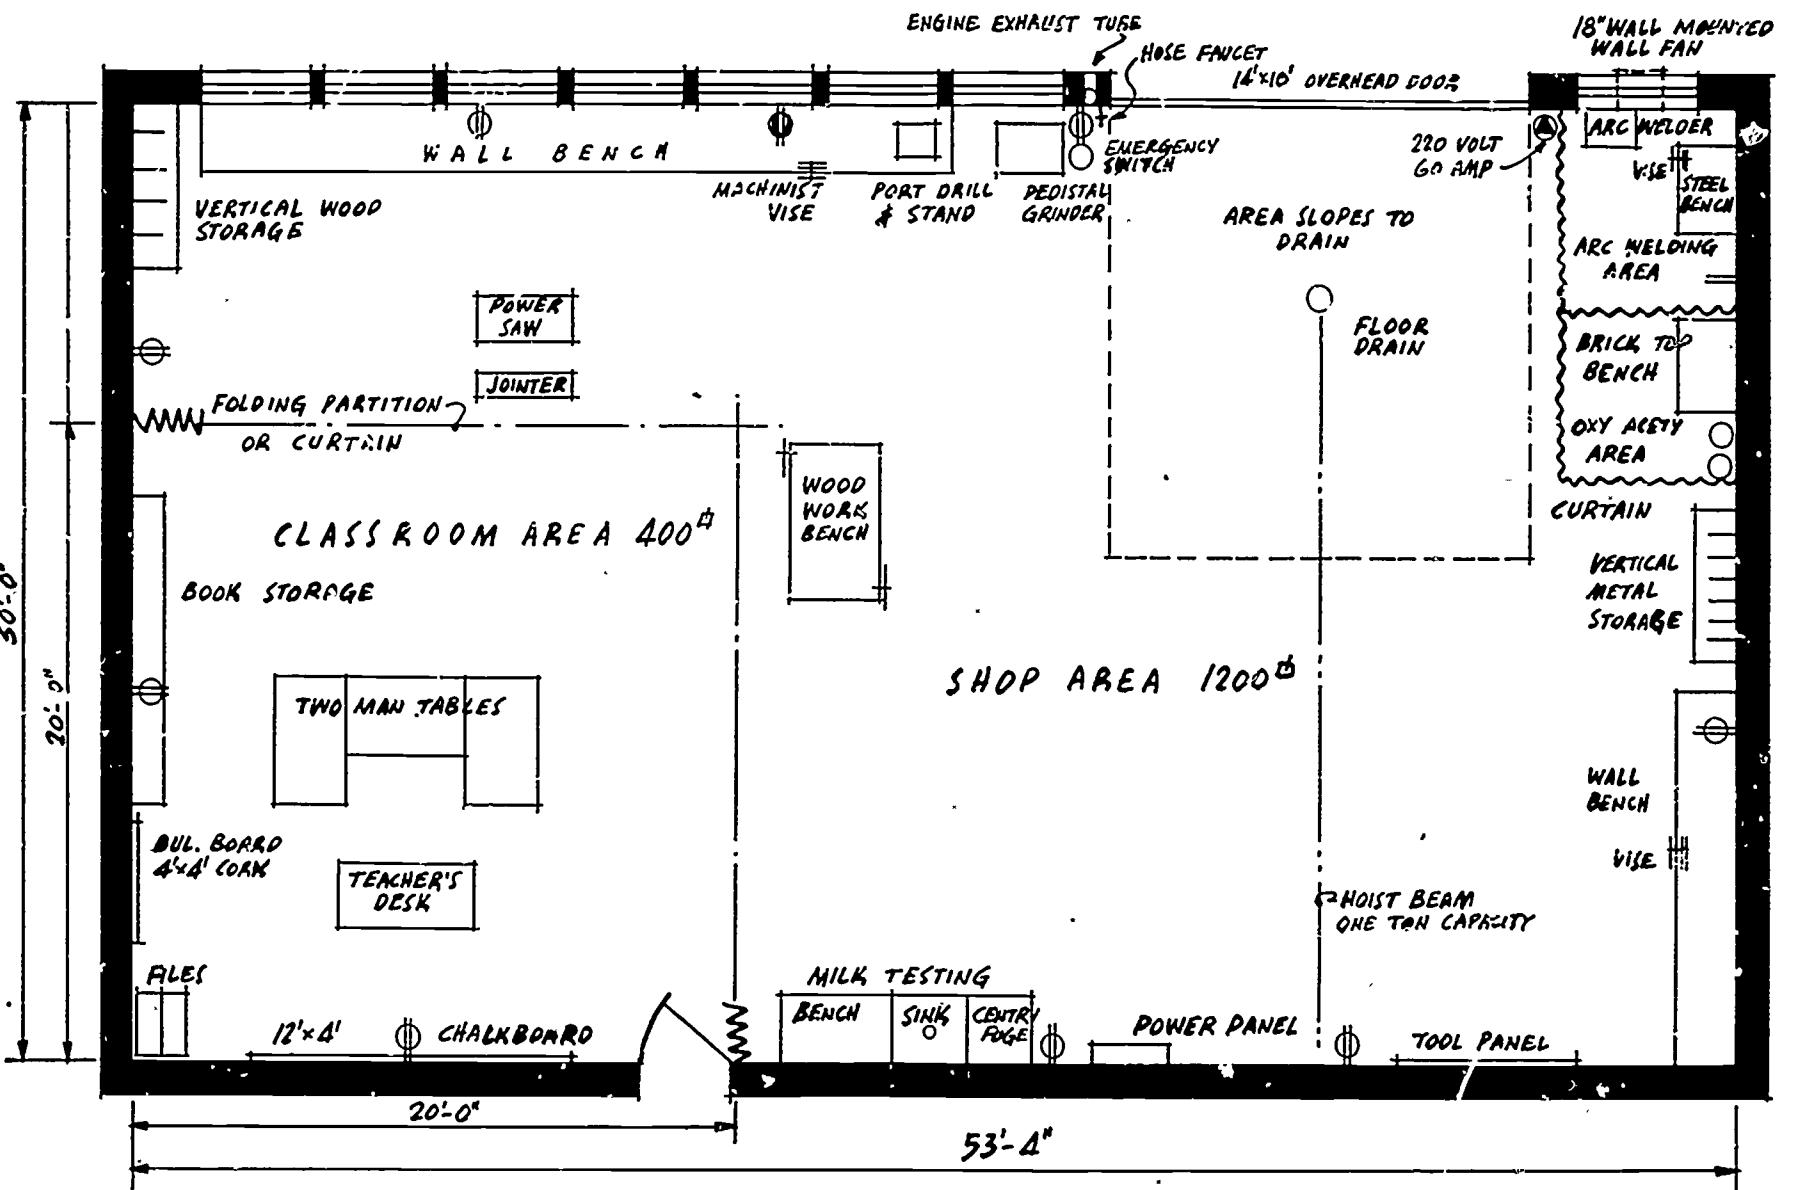 ENGINE EXHAUST TUBE
HOSE FAUCET
14'x10' OVERHEAD DOOR
18" WALL MOUNTED
WALL FAN
WALL BENCH
EMERGENCY
SWITCH
220 VOLT
60 AMP
ARC WELDER
VISE
STEEL
BENCH
MACHINIST
VISE
PORT DRILL
& STAND
PEDISTAL
GRINDER
VERTICAL WOOD
STORAGE
AREA SLOPES TO
DRAIN
ARC WELDING
AREA
POWER
SAW
FLOOR
DRAIN
BRICK TOP
BENCH
JOINTER
FOLDING PARTITION
OR CURTAIN
OXY ACETY
AREA
WOOD
WORK
BENCH
CURTAIN
CLASSROOM AREA 400
VERTICAL
METAL
STORAGE
BOOK STORAGE
30'-0"
20'-0"
SHOP AREA 1200
TWO MAN TABLES
WALL
BENCH
BUL. BOARD
4'x4' CORK
VISE
TEACHER'S
DESK
HOIST BEAM
ONE TON CAPACITY
FILES
MILK TESTING
BENCH
SINK
CENTRI
FUGE
12'x4'
CHALKBOARD
POWER PANEL
TOOL PANEL
20'-0"
53'-4"